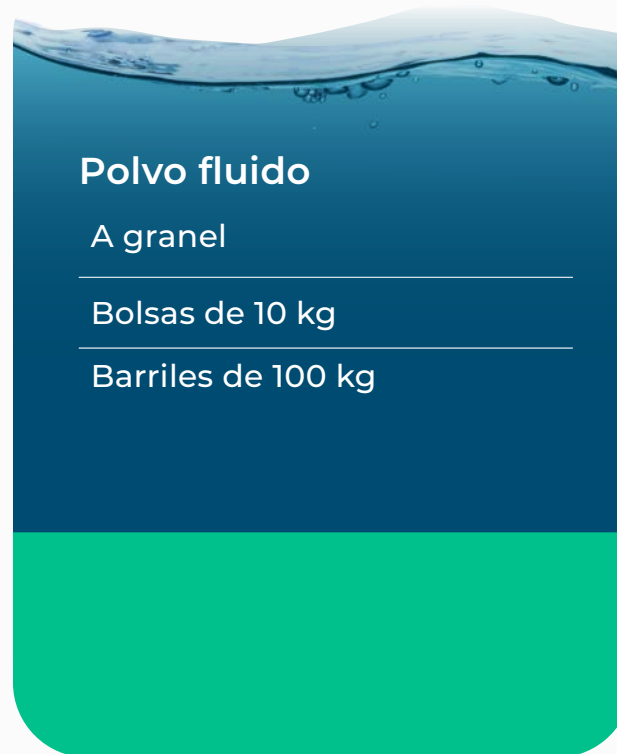 Polvo fluido
A granel
Bolsas de 10 kg
Barriles de 100 kg